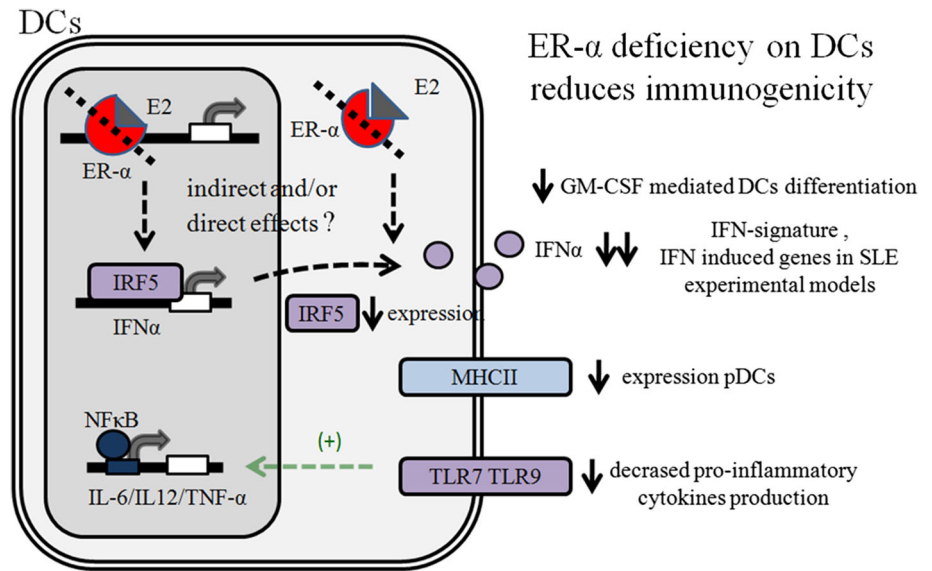 DCs
ER-α deficiency on DCs
reduces immunogenicity
E2
ER-α
E2
ER-α
indirect and/or
direct effects ?
GM-CSF mediated DCs differentiation
IFNα
IFN-signature ,
IFN induced genes in SLE
experimental models
IRF5
IFNα
IRF5
expression
MHCII
expression pDCs
NFκB
IL-6/IL12/TNF-α
(+)
TLR7 TLR9
decrased pro-inflammatory
cytokines production